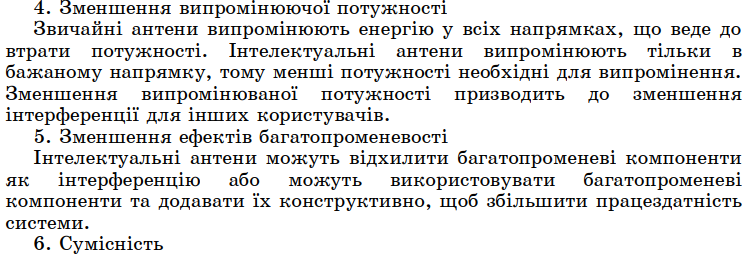 4. Зменшення випромінюючої потужності
Звичайні антени випромінюють енергію у всіх напрямках, що веде до
втрати потужності. Інтелектуальні антени випромінюють тільки в
бажаному напрямку, тому менші потужності необхідні для випромінення.
Зменшення випромінюваної потужності призводить до зменшення
інтерференції для інших користувачів.
5. Зменшення ефектів багатопроменевості
Інтелектуальні антени можуть відхилити багатопроменеві компоненти
як інтерференцію або можуть використовувати багатопроменеві
компоненти та додавати їх конструктивно, щоб збільшити працездатність
системи.
6. Сумісність